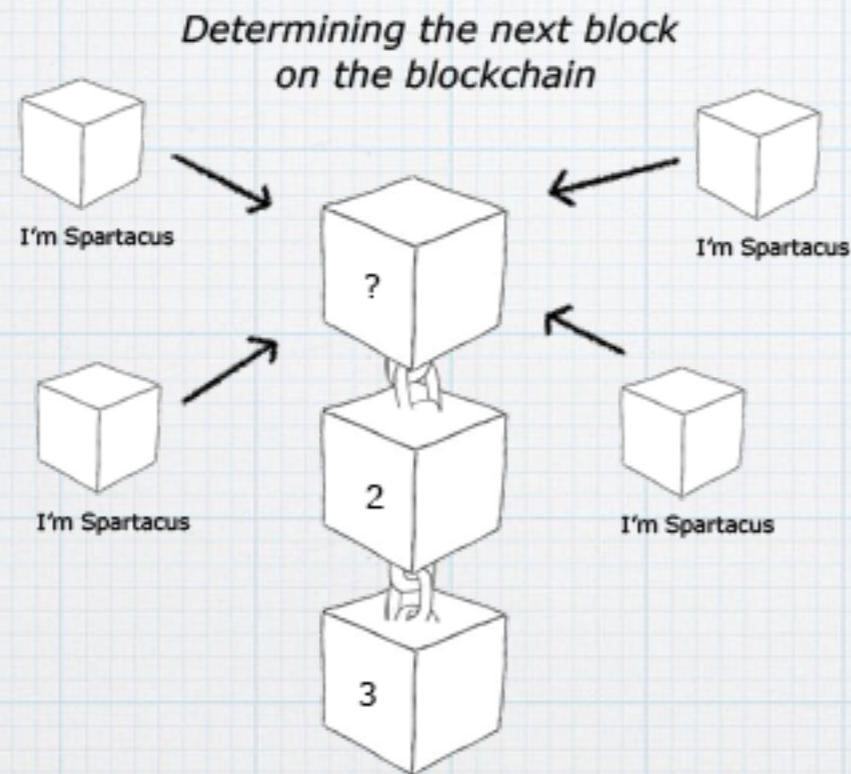 Determining the next block
on the blockchain
I'm Spartacus
I'm Spartacus
?
I'm Spartacus
I'm Spartacus
2
3